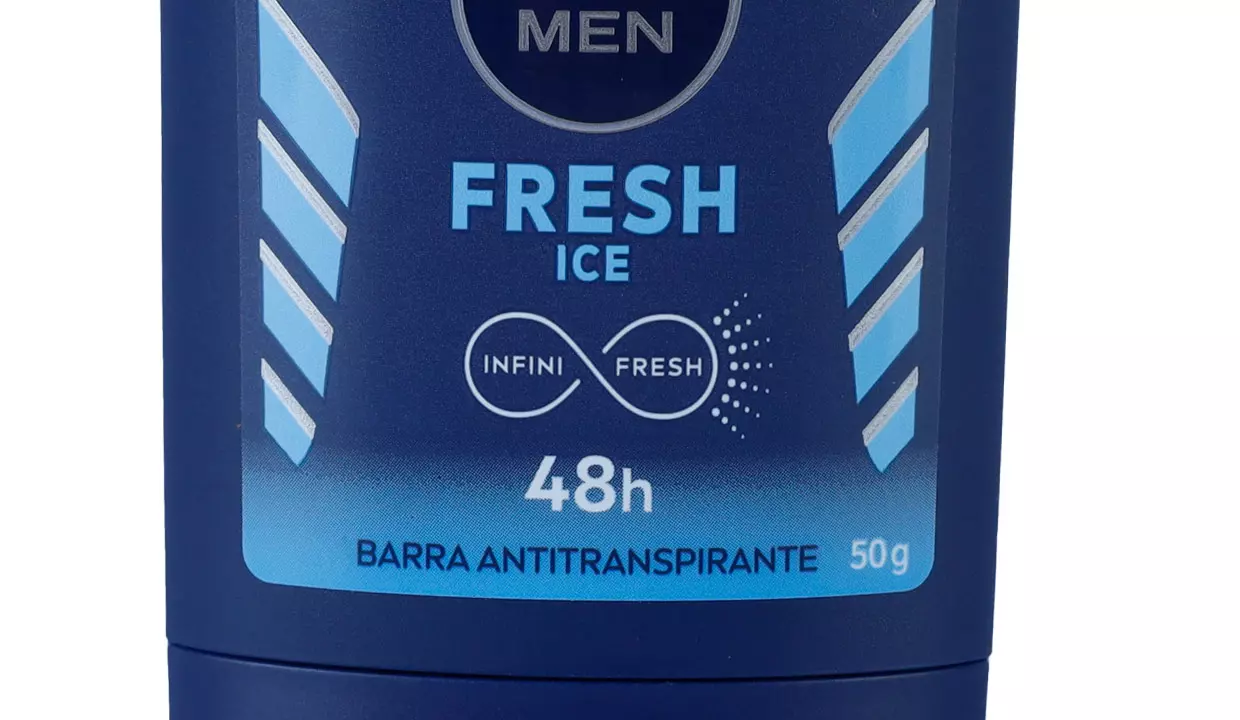 MEN
FRESH
ICE
INFINI FRESH
48h
BARRA ANTITRANSPIRANTE 50g